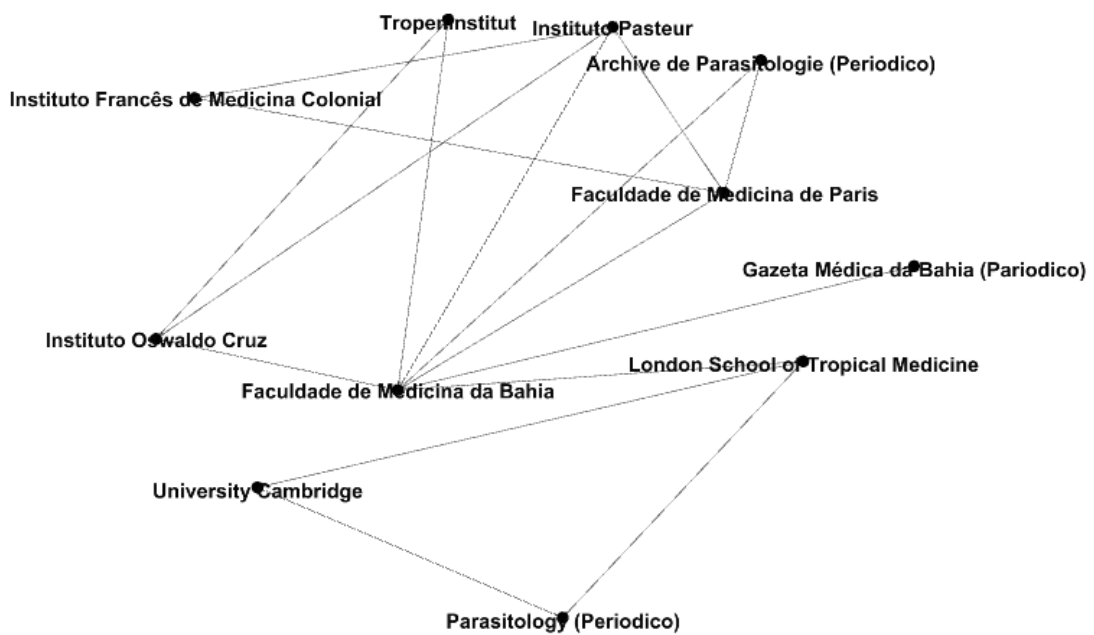 Tropeninstitut
Instituto Pasteur
Archive de Parasitologie (Periodico)
Instituto Francês de Medicina Colonial
Faculdade de Medicina de Paris
Gazeta Médica da Bahia (Pariodico)
Instituto Oswaldo Cruz
London School of Tropical Medicine
Faculdade de Medicina da Bahia
University Cambridge
Parasitology (Periodico)